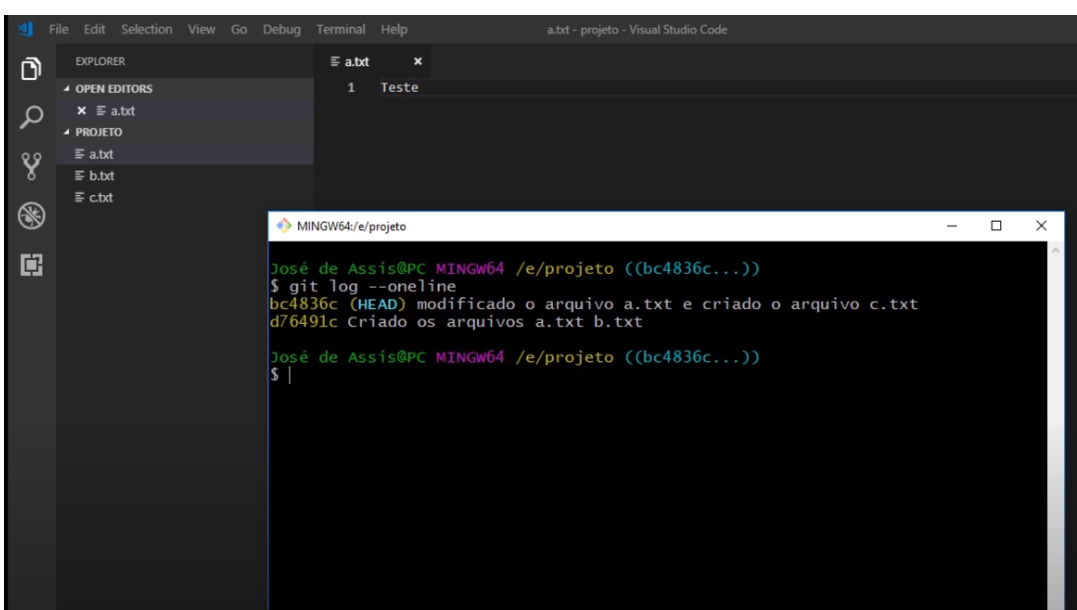 File Edit Selection View Go Debug Terminal Help a.txt - projeto - Visual Studio Code
EXPLORER
OPEN EDITORS
a.txt
PROJETO
a.txt
b.txt
c.txt
a.txt
1 Teste
MINGW64:/e/projeto
José de Assis@PC MINGW64 /e/projeto ((bc4836c...))
$ git log --oneline
bc4836c (HEAD) modificado o arquivo a.txt e criado o arquivo c.txt
d76491c Criado os arquivos a.txt b.txt
José de Assis@PC MINGW64 /e/projeto ((bc4836c...))
$